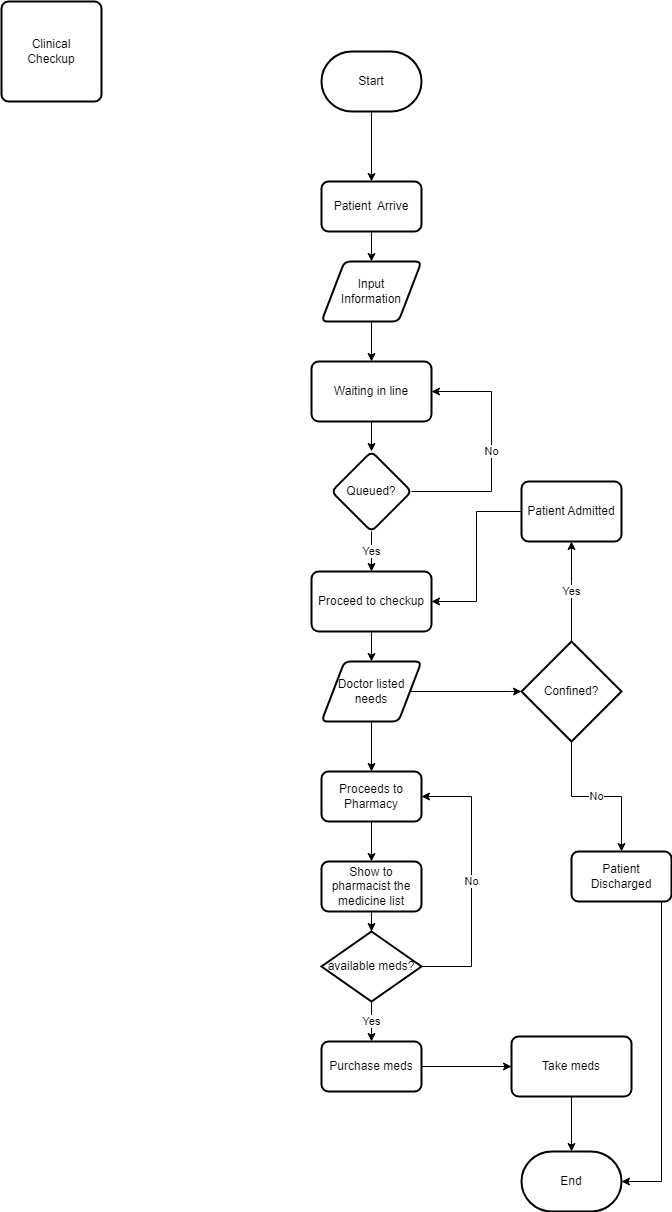 Clinical
Checkup
Start
Patient  Arrive
Input
Information
Waiting in line
No
Queued?
Patient Admitted
Yes
Proceed to checkup
Yes
Doctor listed
needs
Confined?
Proceeds to
Pharmacy
No
Show to
pharmacist the
medicine list
No
Patient
Discharged
available meds?
Yes
Purchase meds
Take meds
End